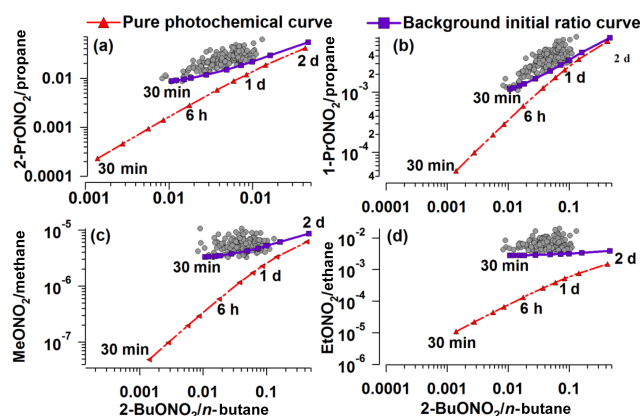 Pure photochemical curve
Background initial ratio curve
(a)
2-PrONO₂/propane
0.01
0.001
0.0001
30 min
6 h
1 d
2 d
30 min
0.001 0.01 0.01
(b)
1-PrONO₂/propane
10⁻³
10⁻⁴
30 min
6 h
1 d
2 d
30 min
0.0001 0.001 0.01 0.1
(c)
MeONO₂/methane
10⁻⁵
10⁻⁶
10⁻⁷
30 min
6 h
1 d
2 d
30 min
0.001 0.01 0.1
2-BuONO₂/n-butane
(d)
EtONO₂/ethane
10⁻²
10⁻³
10⁻⁴
10⁻⁵
10⁻⁶
30 min
6 h
1 d
2 d
30 min
0.0001 0.001 0.01 0.1
2-BuONO₂/n-butane